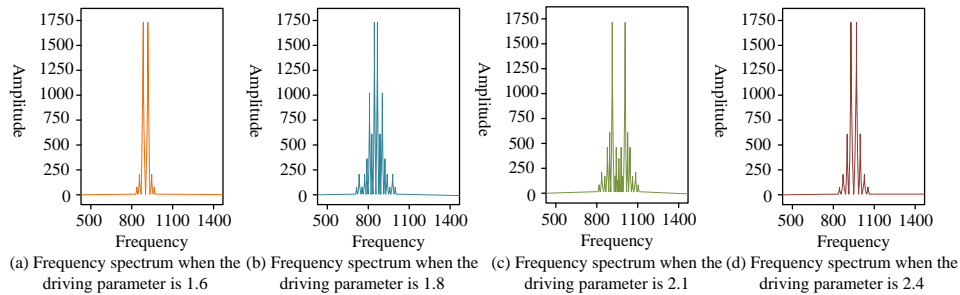 1750
1500
1250
1000
750
500
250
0
Amplitude
500 800 1100 1400
Frequency
(a) Frequency spectrum when the
driving parameter is 1.6
1750
1500
1250
1000
750
500
250
0
Amplitude
500 800 1100 1400
Frequency
(b) Frequency spectrum when the
driving parameter is 1.8
1750
1500
1250
1000
750
500
250
0
Amplitude
500 800 1100 1400
Frequency
(c) Frequency spectrum when the
driving parameter is 2.1
1750
1500
1250
1000
750
500
250
0
Amplitude
500 800 1100 1400
Frequency
(d) Frequency spectrum when the
driving parameter is 2.4